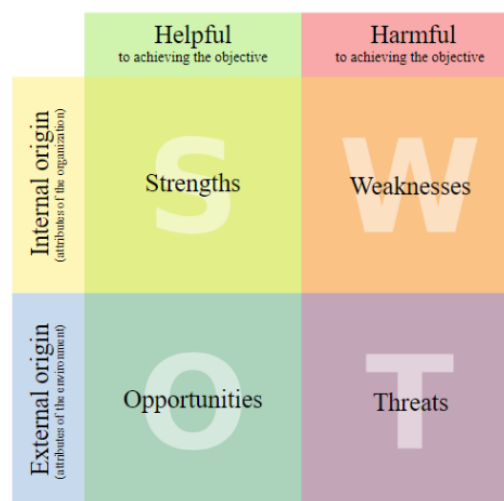 Helpful
to achieving the objective
Harmful
to achieving the objective
Internal origin
(attributes of the organization)
S
Strengths
W
Weaknesses
External origin
(attributes of the environment)
O
Opportunities
T
Threats